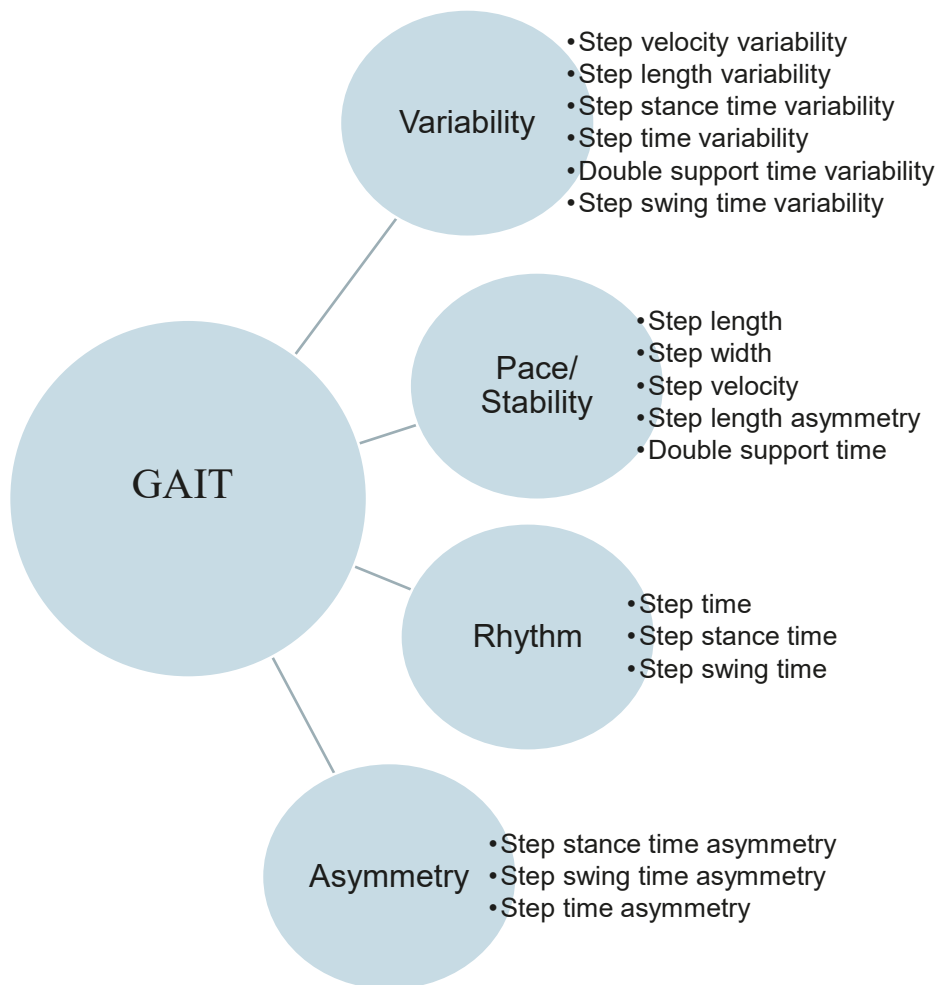 Variability
•Step velocity variability
•Step length variability
•Step stance time variability
•Step time variability
•Double support time variability
•Step swing time variability
Pace/
Stability
•Step length
•Step width
•Step velocity
•Step length asymmetry
•Double support time
GAIT
Rhythm
•Step time
•Step stance time
•Step swing time
Asymmetry
•Step stance time asymmetry
•Step swing time asymmetry
•Step time asymmetry